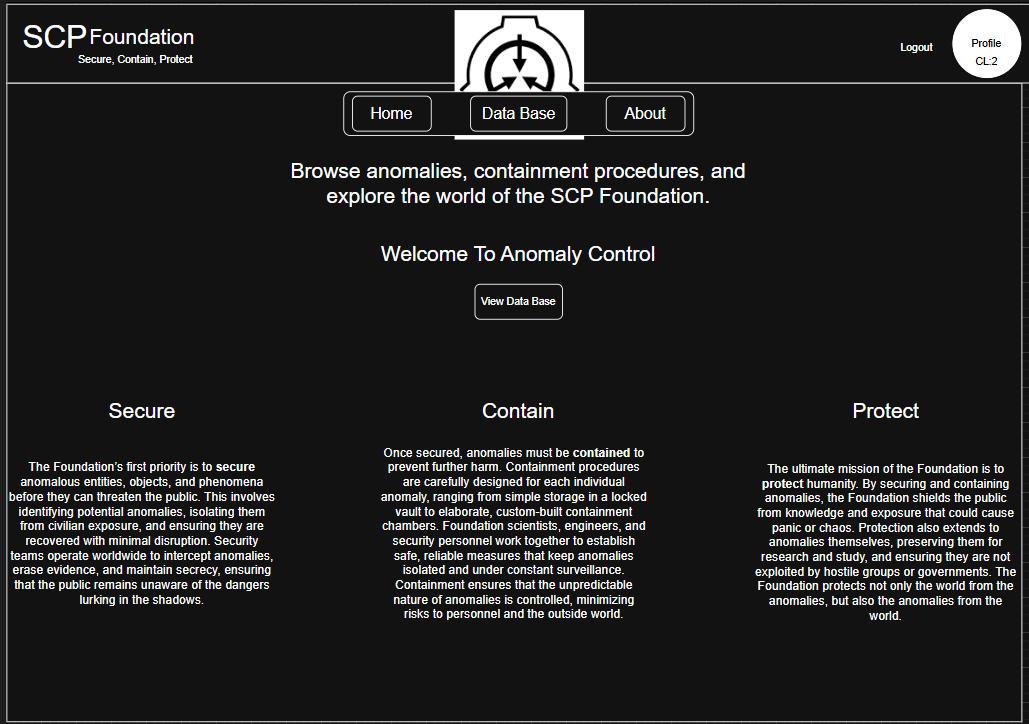 SCP Foundation
Secure, Contain, Protect
Logout
Profile
CL:2
Home
Data Base
About
Browse anomalies, containment procedures, and
explore the world of the SCP Foundation.
Welcome To Anomaly Control
View Data Base
Secure
The Foundation's first priority is to secure
anomalous entities, objects, and phenomena
before they can threaten the public. This involves
identifying potential anomalies, isolating them
from civilian exposure, and ensuring they are
recovered with minimal disruption. Security
teams operate worldwide to intercept anomalies,
erase evidence, and maintain secrecy, ensuring
that the public remains unaware of the dangers
lurking in the shadows.
Contain
Once secured, anomalies must be contained to
prevent further harm. Containment procedures
are carefully designed for each individual
anomaly, ranging from simple storage in a locked
vault to elaborate, custom-built containment
chambers. Foundation scientists, engineers, and
security personnel work together to establish
safe, reliable measures that keep anomalies
isolated and under constant surveillance.
Containment ensures that the unpredictable
nature of anomalies is controlled, minimizing
risks to personnel and the outside world.
Protect
The ultimate mission of the Foundation is to
protect humanity. By securing and containing
anomalies, the Foundation shields the public
from knowledge and exposure that could cause
panic or chaos. Protection also extends to
anomalies themselves, preserving them for
research and study, and ensuring they are not
exploited by hostile groups or governments. The
Foundation protects not only the world from the
anomalies, but also the anomalies from the
world.